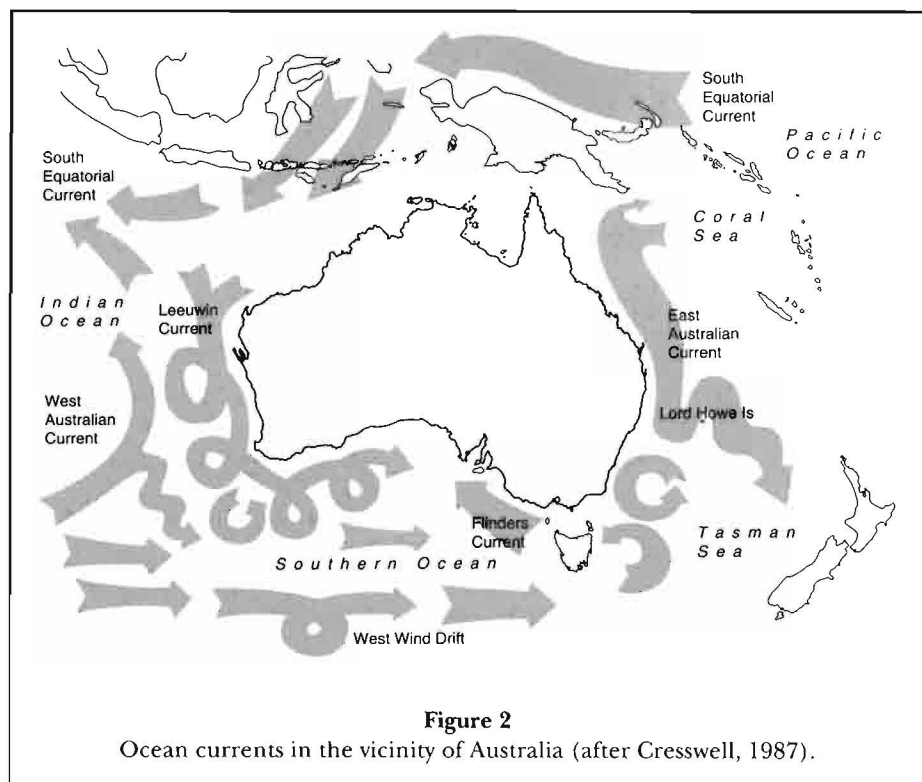 South
Equatorial
Current
Pacific
Ocean
South
Equatorial
Current
Coral
Sea
Indian
Ocean
Leeuwin
Current
East
Australian
Current
West
Australian
Current
Lord Howe Is
Flinders
Current
Tasman
Sea
Southern Ocean
West Wind Drift
Figure 2
Ocean currents in the vicinity of Australia (after Cresswell, 1987).